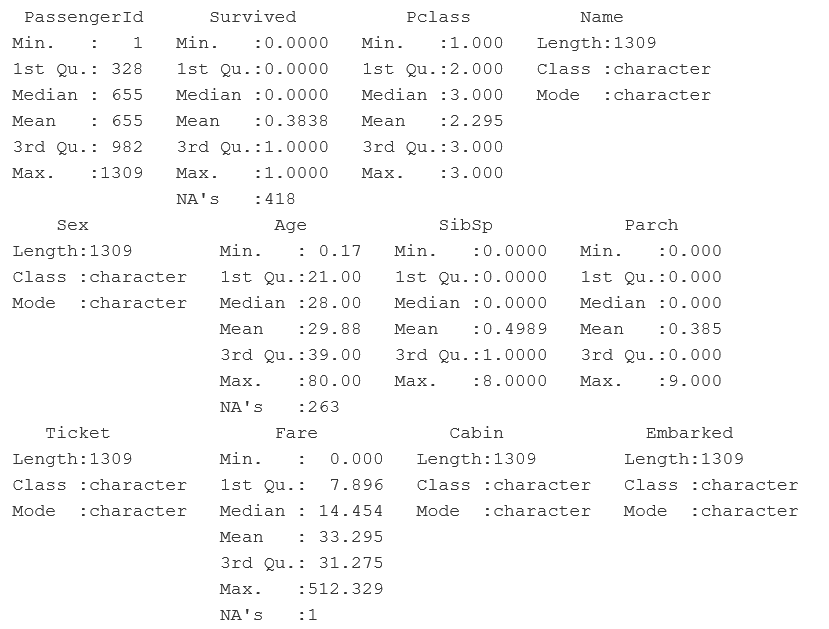 PassengerId      Survived          Pclass          Name
Min.   :   1   Min.   :0.0000   Min.   :1.000   Length:1309
1st Qu.: 328   1st Qu.:0.0000   1st Qu.:2.000   Class :character
Median : 655   Median :0.0000   Median :3.000   Mode  :character
Mean   : 655   Mean   :0.3838   Mean   :2.295
3rd Qu.: 982   3rd Qu.:1.0000   3rd Qu.:3.000
Max.   :1309   Max.   :1.0000   Max.   :3.000
               NA's   :418
    Sex                 Age            SibSp            Parch
Length:1309        Min.   : 0.17   Min.   :0.0000   Min.   :0.000
Class :character   1st Qu.:21.00   1st Qu.:0.0000   1st Qu.:0.000
Mode  :character   Median :28.00   Median :0.0000   Median :0.000
                   Mean   :29.88   Mean   :0.4989   Mean   :0.385
                   3rd Qu.:39.00   3rd Qu.:1.0000   3rd Qu.:0.000
                   Max.   :80.00   Max.   :8.0000   Max.   :9.000
                   NA's   :263
   Ticket               Fare            Cabin             Embarked
Length:1309        Min.   :  0.000   Length:1309        Length:1309
Class :character   1st Qu.:  7.896   Class :character   Class :character
Mode  :character   Median : 14.454   Mode  :character   Mode  :character
                   Mean   : 33.295
                   3rd Qu.: 31.275
                   Max.   :512.329
                   NA's   :1